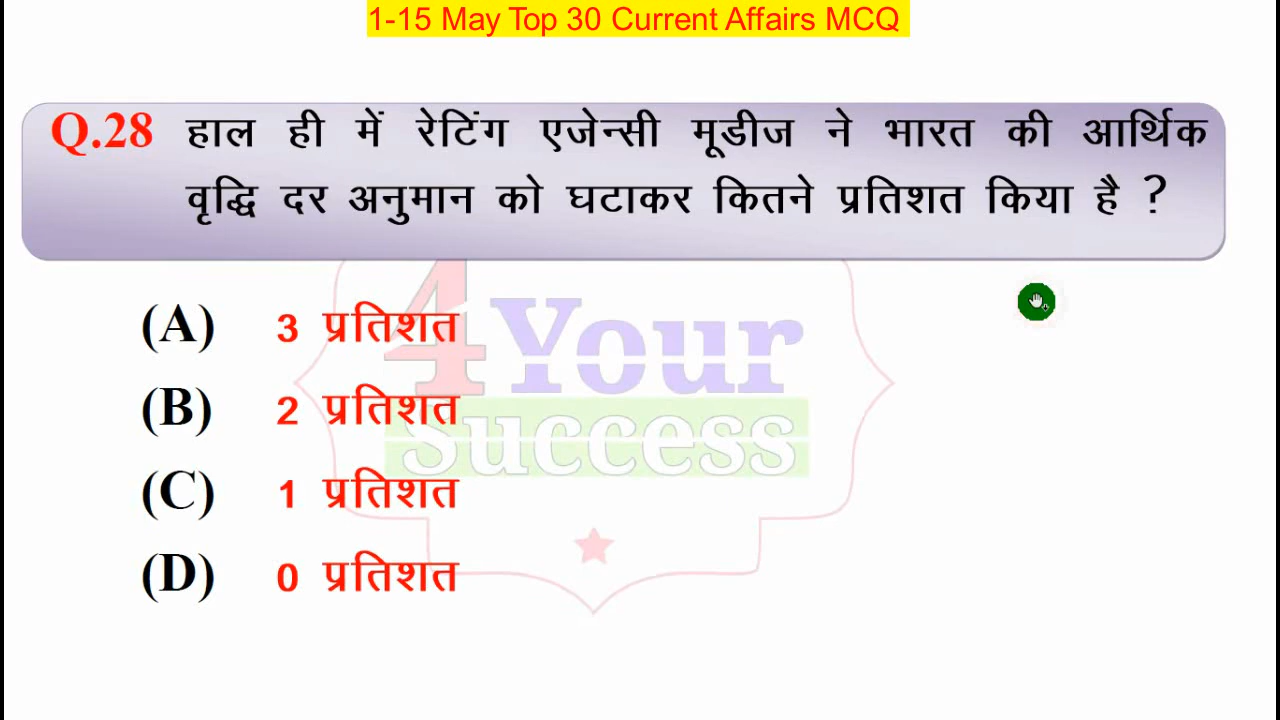 1-15 May Top 30 Current Affairs MCQ
Q.28 हाल ही में रेटिंग एजेन्सी मूडीज ने भारत की आर्थिक
वृद्धि दर अनुमान को घटाकर कितने प्रतिशत किया है ?
(A) 3 प्रतिशत
(B) 2 प्रतिशत
(C) 1 प्रतिशत
(D) 0 प्रतिशत
4 Your
Success